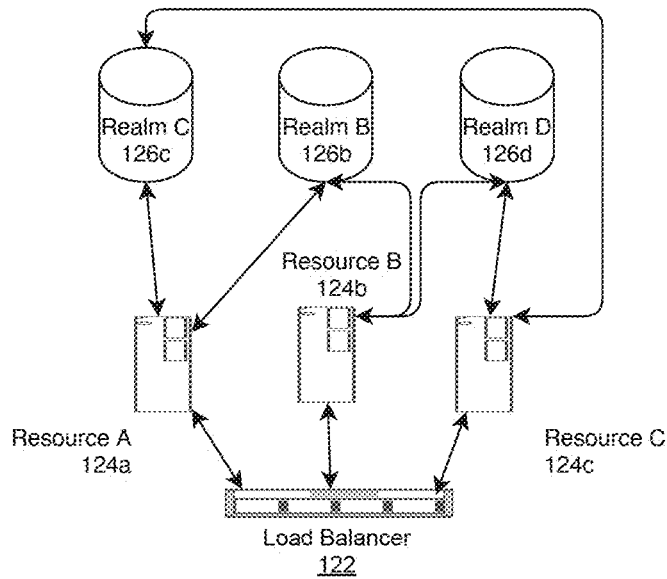 Realm C
126c
Realm B
126b
Realm D
126d
Resource B
124b
Resource A
124a
Resource C
124c
Load Balancer
122